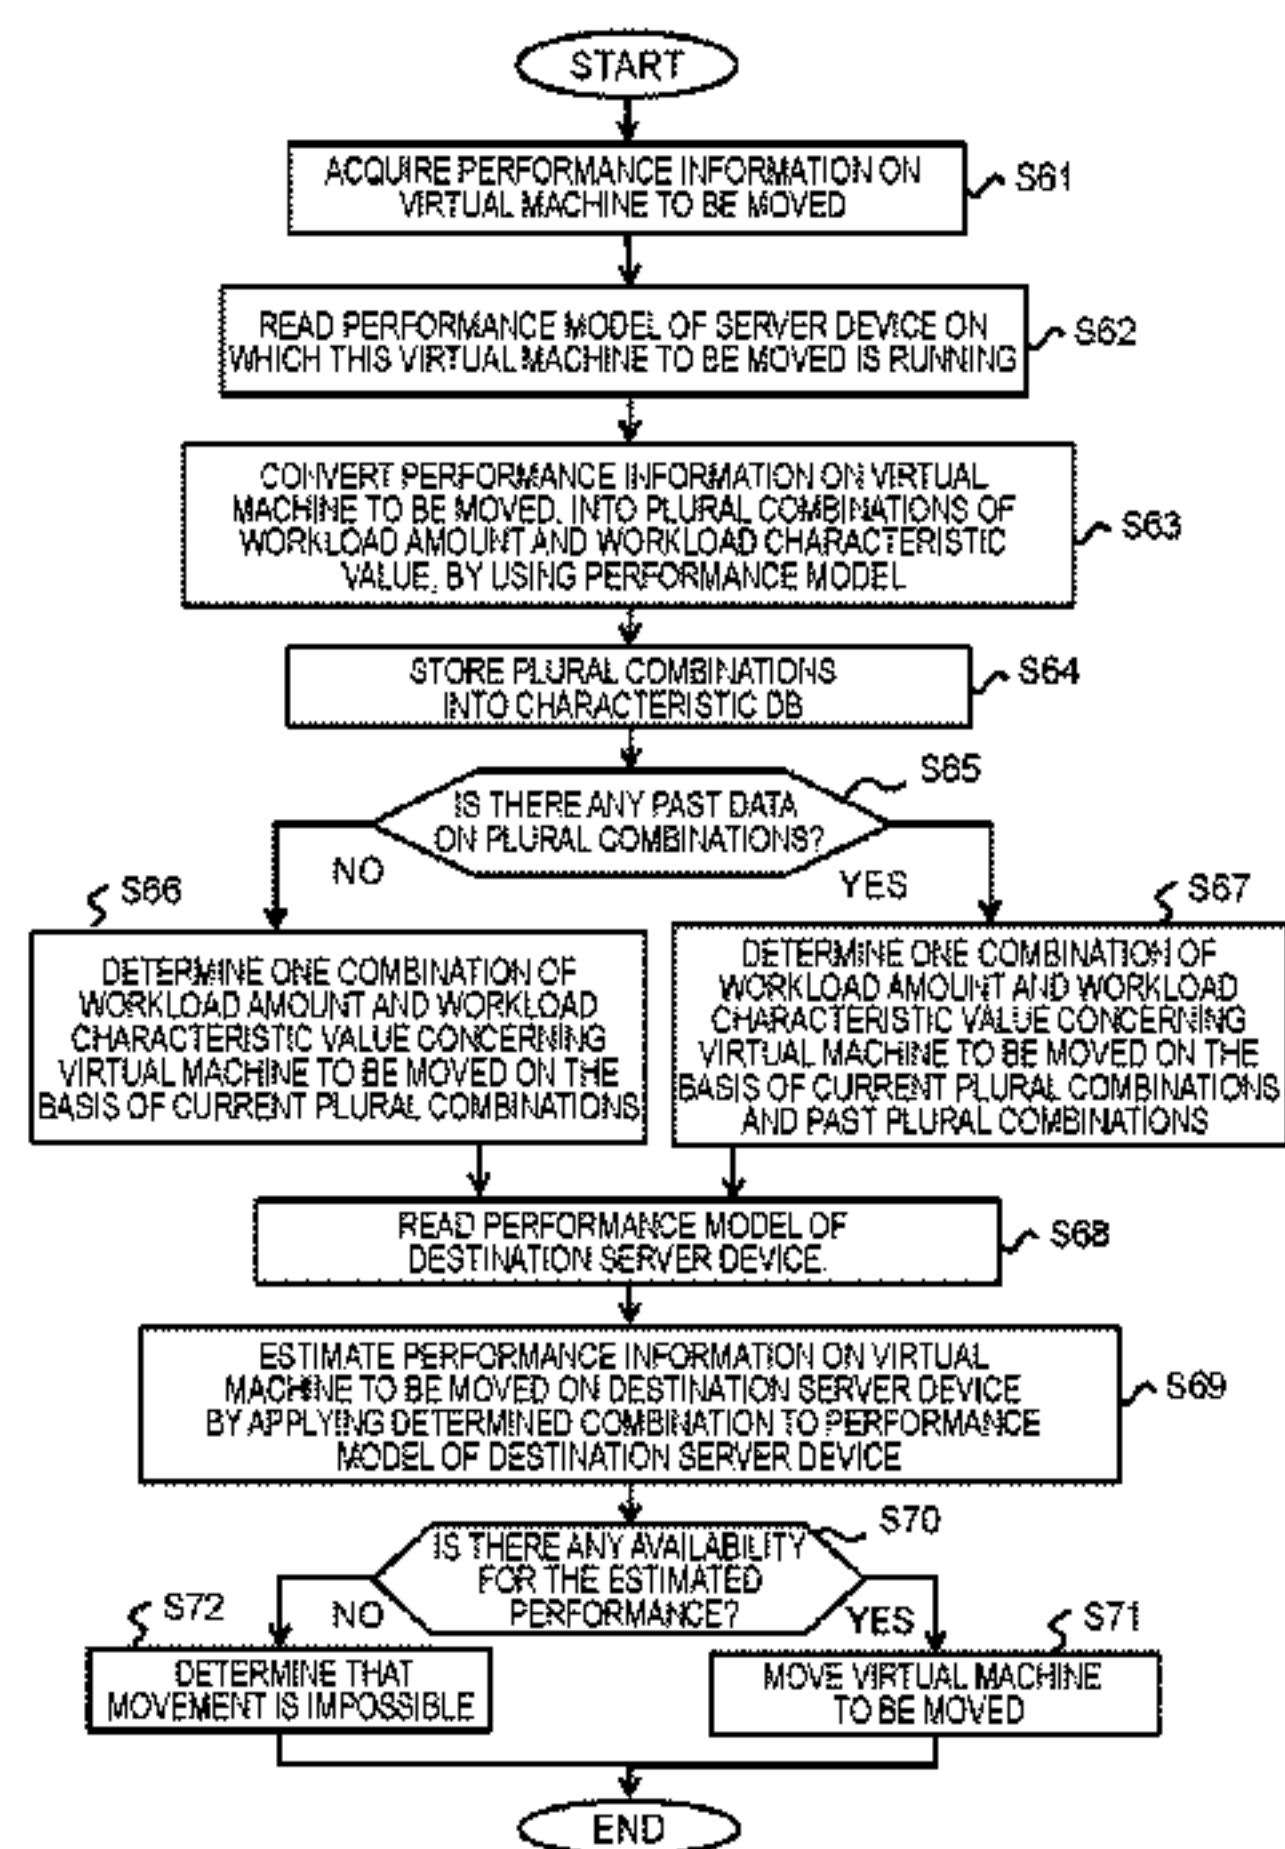 START
ACQUIRE PERFORMANCE INFORMATION ON
VIRTUAL MACHINE TO BE MOVED
S61
READ PERFORMANCE MODEL OF SERVER DEVICE ON
WHICH THIS VIRTUAL MACHINE TO BE MOVED IS RUNNING
S62
CONVERT PERFORMANCE INFORMATION ON VIRTUAL
MACHINE TO BE MOVED, INTO PLURAL COMBINATIONS OF
WORKLOAD AMOUNT AND WORKLOAD CHARACTERISTIC
VALUE, BY USING PERFORMANCE MODEL
S63
STORE PLURAL COMBINATIONS
INTO CHARACTERISTIC DB
S64
S65
IS THERE ANY PAST DATA
ON PLURAL COMBINATIONS?
NO
YES
S66
DETERMINE ONE COMBINATION OF
WORKLOAD AMOUNT AND WORKLOAD
CHARACTERISTIC VALUE CONCERNING
VIRTUAL MACHINE TO BE MOVED ON THE
BASIS OF CURRENT PLURAL COMBINATIONS
S67
DETERMINE ONE COMBINATION OF
WORKLOAD AMOUNT AND WORKLOAD
CHARACTERISTIC VALUE CONCERNING
VIRTUAL MACHINE TO BE MOVED ON THE
BASIS OF CURRENT PLURAL COMBINATIONS
AND PAST PLURAL COMBINATIONS
READ PERFORMANCE MODEL OF
DESTINATION SERVER DEVICE.
S68
ESTIMATE PERFORMANCE INFORMATION ON VIRTUAL
MACHINE TO BE MOVED ON DESTINATION SERVER DEVICE
BY APPLYING DETERMINED COMBINATION TO PERFORMANCE
MODEL OF DESTINATION SERVER DEVICE
S69
S70
IS THERE ANY AVAILABILITY
FOR THE ESTIMATED
PERFORMANCE?
NO
YES
S72
DETERMINE THAT
MOVEMENT IS IMPOSSIBLE
S71
MOVE VIRTUAL MACHINE
TO BE MOVED
END